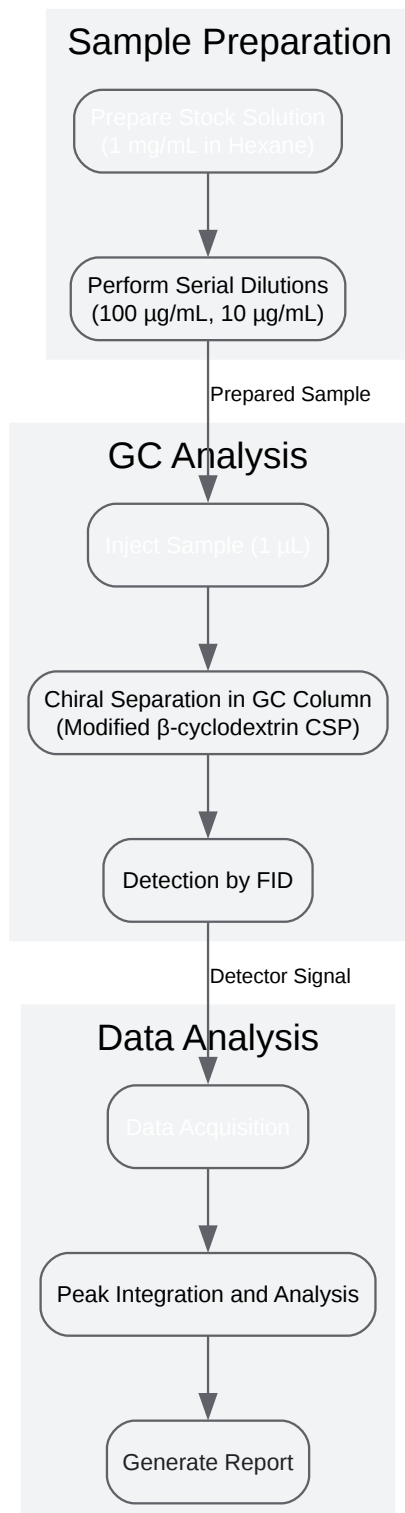 Sample Preparation
Prepare Stock Solution
(1 mg/mL in Hexane)
Perform Serial Dilutions
(100 µg/mL, 10 µg/mL)
Prepared Sample
GC Analysis
Inject Sample (1 µL)
Chiral Separation in GC Column
(Modified β-cyclodextrin CSP)
Detection by FID
Detector Signal
Data Analysis
Data Acquisition
Peak Integration and Analysis
Generate Report